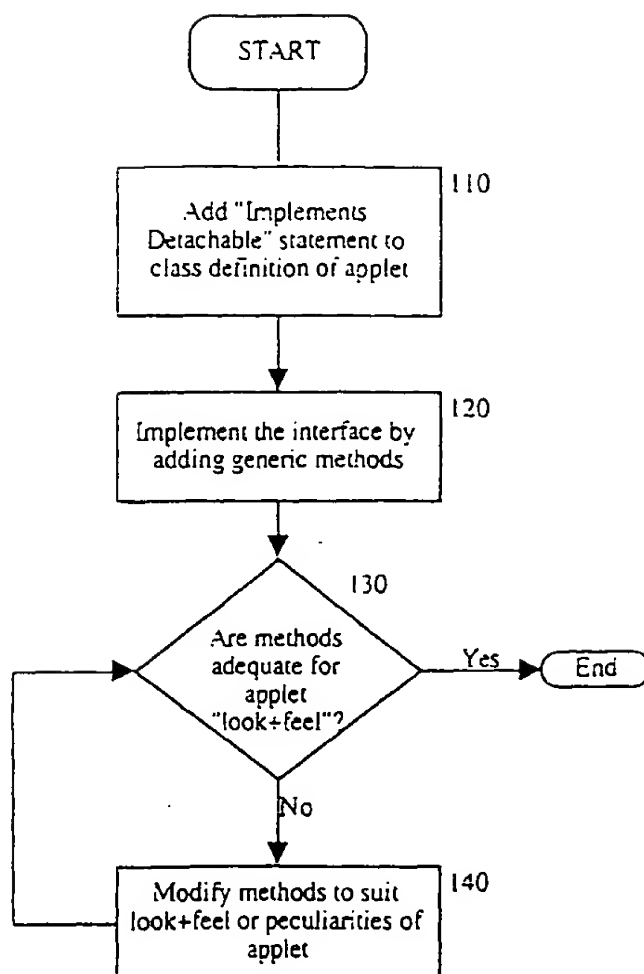 START
110
Add "Implements
Detachable" statement to
class definition of applet
120
Implement the interface by
adding generic methods
130
Are methods
adequate for
applet
"look+feel"?
Yes
End
No
140
Modify methods to suit
look+feel or peculiarities of
applet